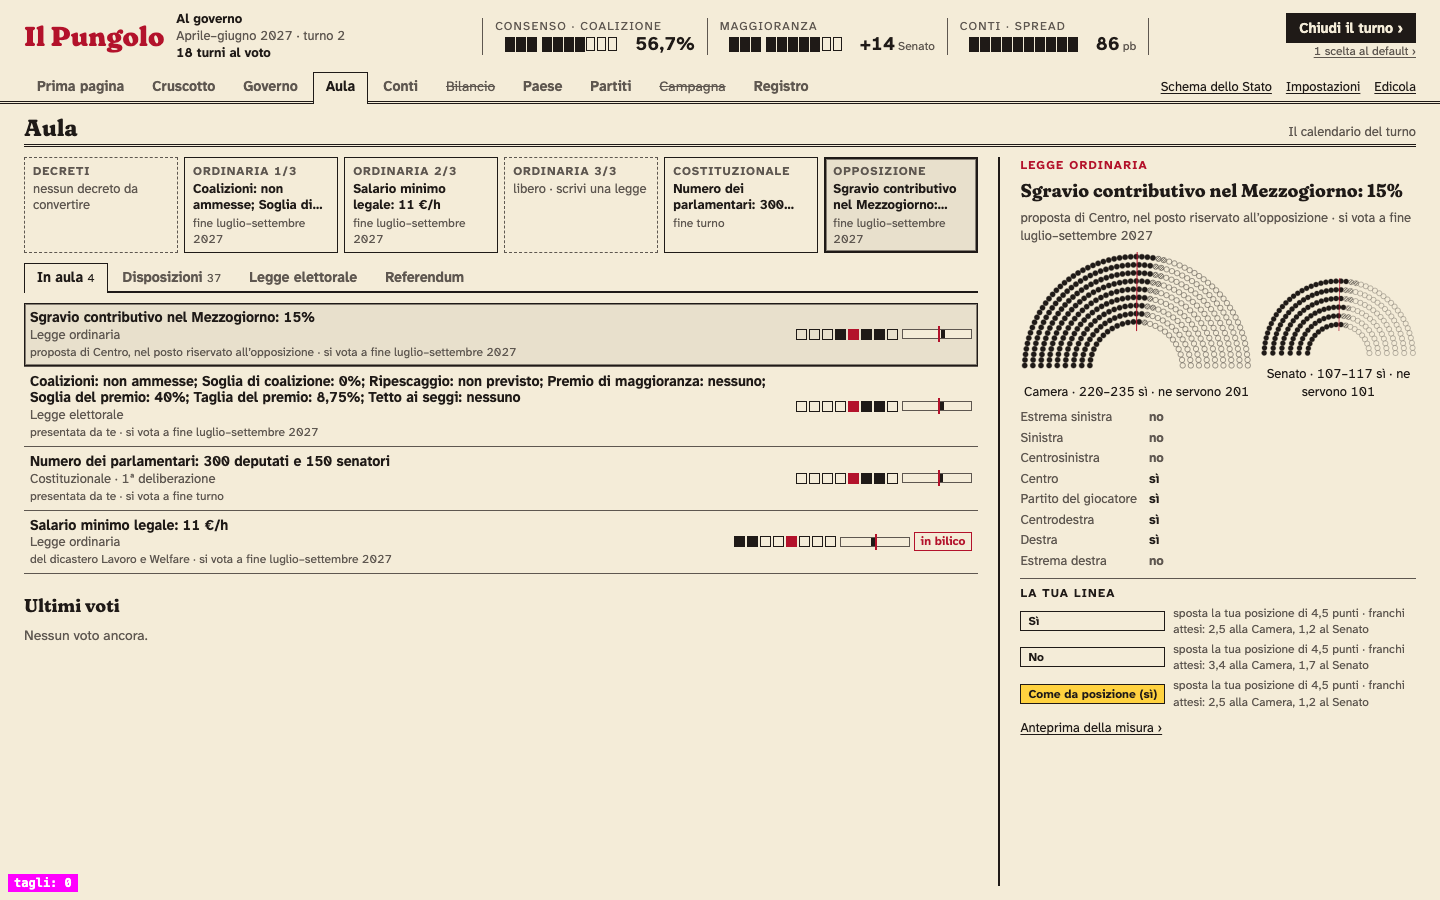 Il Pungolo
Al governo
Aprile–giugno 2027 · turno 2
18 turni al voto
CONSENSO · COALIZIONE
56,7%
MAGGIORANZA
+14 Senato
CONTI · SPREAD
86 pb
Chiudi il turno ›
1 scelta al default ›
Prima pagina
Cruscotto
Governo
Aula
Conti
Bilancio
Paese
Partiti
Campagna
Registro
Schema dello Stato
Impostazioni
Edicola
Aula
Il calendario del turno
DECRETI
nessun decreto da
convertire
ORDINARIA 1/3
Coalizioni: non
ammesse; Soglia di...
fine luglio–settembre
2027
ORDINARIA 2/3
Salario minimo
legale: 11 €/h
fine luglio–settembre
2027
ORDINARIA 3/3
libero · scrivi una legge
COSTITUZIONALE
Numero dei
parlamentari: 300...
fine turno
OPPOSIZIONE
Sgravio contributivo
nel Mezzogiorno:...
fine luglio–settembre
2027
In aula 4
Disposizioni 37
Legge elettorale
Referendum
Sgravio contributivo nel Mezzogiorno: 15%
Legge ordinaria
proposta di Centro, nel posto riservato all'opposizione · si vota a fine luglio–settembre 2027
Coalizioni: non ammesse; Soglia di coalizione: 0%; Ripescaggio: non previsto; Premio di maggioranza: nessuno;
Soglia del premio: 40%; Taglia del premio: 8,75%; Tetto ai seggi: nessuno
Legge elettorale
presentata da te · si vota a fine luglio–settembre 2027
Numero dei parlamentari: 300 deputati e 150 senatori
Costituzionale · 1ª deliberazione
presentata da te · si vota a fine turno
Salario minimo legale: 11 €/h
Legge ordinaria
del dicastero Lavoro e Welfare · si vota a fine luglio–settembre 2027
in bilico
Ultimi voti
Nessun voto ancora.
LEGGE ORDINARIA
Sgravio contributivo nel Mezzogiorno: 15%
proposta di Centro, nel posto riservato all'opposizione · si vota a fine
luglio–settembre 2027
Camera · 220–235 sì · ne servono 201
Senato · 107–117 sì · ne
servono 101
Estrema sinistra no
Sinistra no
Centrosinistra no
Centro sì
Partito del giocatore sì
Centrodestra sì
Destra sì
Estrema destra no
LA TUA LINEA
Sì
sposta la tua posizione di 4,5 punti · franchi
attesi: 2,5 alla Camera, 1,2 al Senato
No
sposta la tua posizione di 4,5 punti · franchi
attesi: 3,4 alla Camera, 1,7 al Senato
Come da posizione (sì)
sposta la tua posizione di 4,5 punti · franchi
attesi: 2,5 alla Camera, 1,2 al Senato
Anteprima della misura ›
tagli: 0